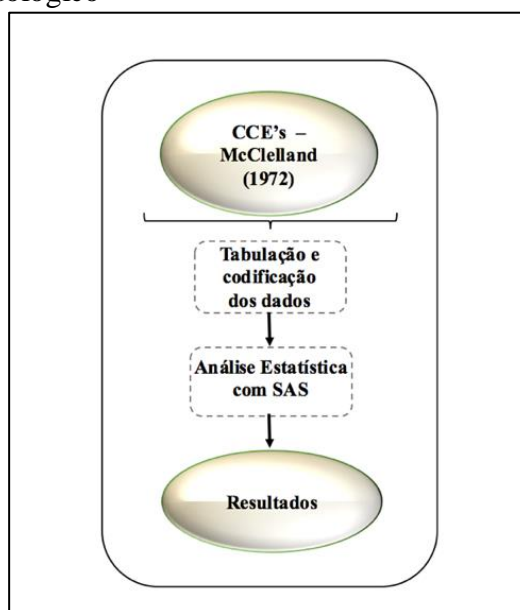 CCE's –
McClelland
(1972)
Tabulação e
codificação
dos dados
Análise Estatística
com SAS
Resultados